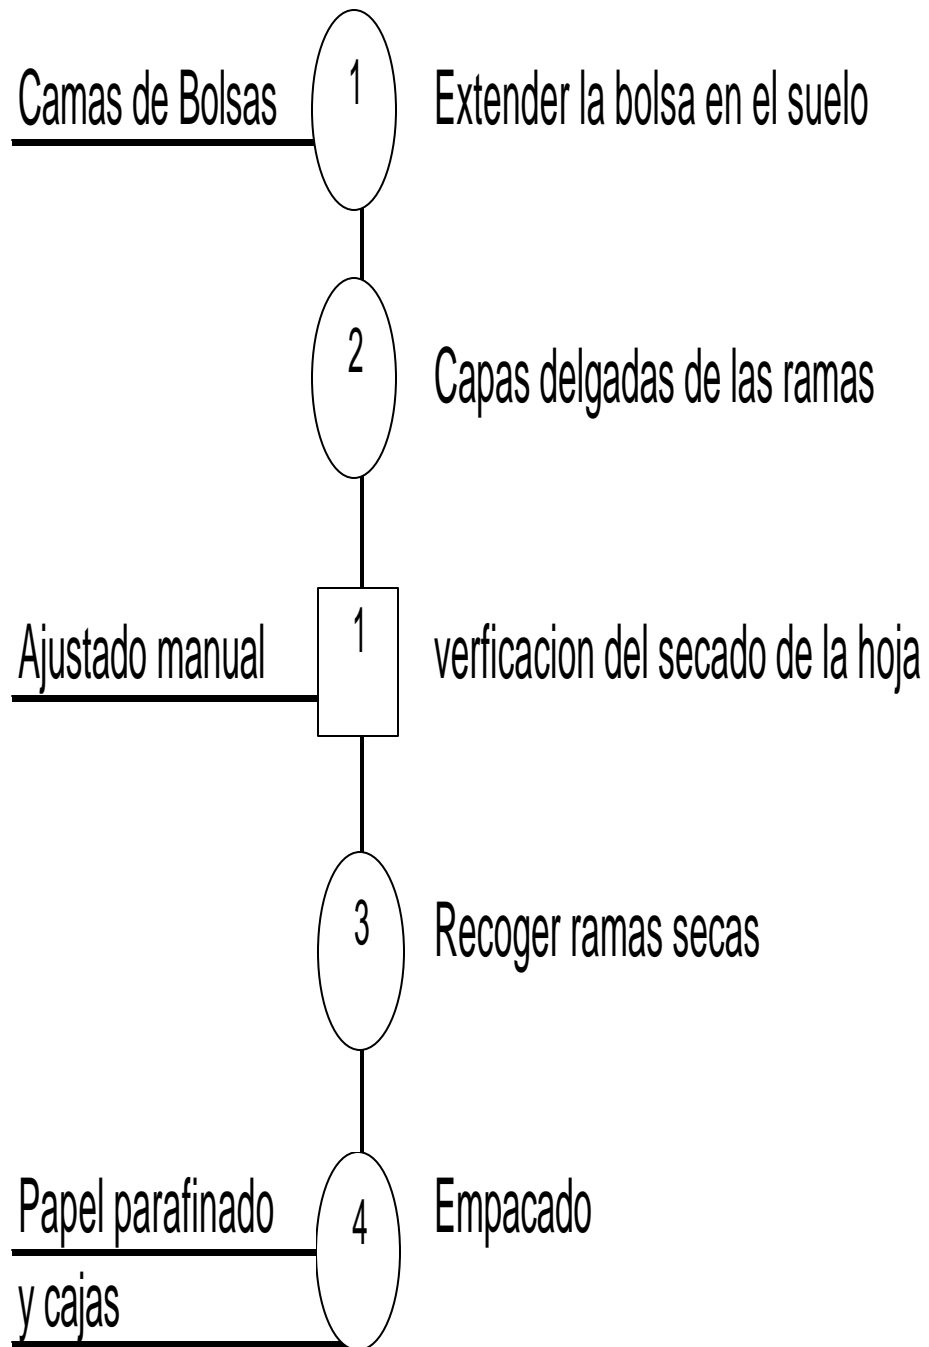 Camas de Bolsas 1 Extender la bolsa en el suelo
2 Capas delgadas de las ramas
Ajustado manual 1 verficacion del secado de la hoja
3 Recoger ramas secas
Papel parafinado 4 Empacado
y cajas